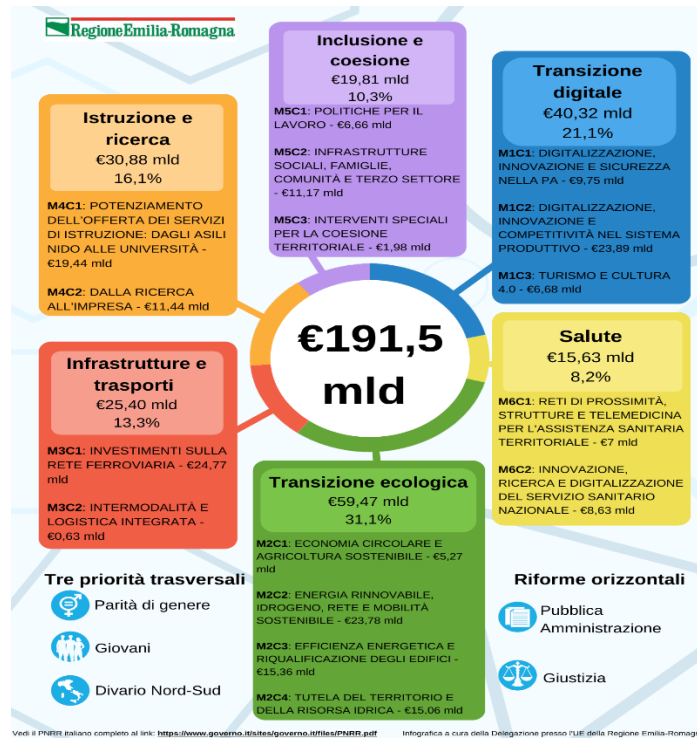 RegioneEmilia-Romagna
Inclusione e
coesione
€19,81 mld
10,3%
M5C1: POLITICHE PER IL
LAVORO - €6,66 mld
M5C2: INFRASTRUTTURE
SOCIALI, FAMIGLIE,
COMUNITÀ E TERZO SETTORE
- €11,17 mld
M5C3: INTERVENTI SPECIALI
PER LA COESIONE
TERRITORIALE - €1,98 mld
Transizione
digitale
€40,32 mld
21,1%
M1C1: DIGITALIZZAZIONE,
INNOVAZIONE E SICUREZZA
NELLA PA - €9,75 mld
M1C2: DIGITALIZZAZIONE,
INNOVAZIONE E
COMPETITIVITÀ NEL SISTEMA
PRODUTTIVO - €23,89 mld
M1C3: TURISMO E CULTURA
4.0 - €6,68 mld
Istruzione e
ricerca
€30,88 mld
16,1%
M4C1: POTENZIAMENTO
DELL'OFFERTA DEI SERVIZI
DI ISTRUZIONE: DAGLI ASILI
NIDO ALLE UNIVERSITÀ -
€19,44 mld
M4C2: DALLA RICERCA
ALL'IMPRESA - €11,44 mld
€191,5
mld
Salute
€15,63 mld
8,2%
M6C1: RETI DI PROSSIMITÀ,
STRUTTURE E TELEMEDICINA
PER L'ASSISTENZA SANITARIA
TERRITORIALE - €7 mld
M6C2: INNOVAZIONE,
RICERCA E DIGITALIZZAZIONE
DEL SERVIZIO SANITARIO
NAZIONALE - €8,63 mld
Infrastrutture e
trasporti
€25,40 mld
13,3%
M3C1: INVESTIMENTI SULLA
RETE FERROVIARIA - €24,77
mld
M3C2: INTERMODALITÀ E
LOGISTICA INTEGRATA -
€0,63 mld
Transizione ecologica
€59,47 mld
31,1%
M2C1: ECONOMIA CIRCOLARE E
AGRICOLTURA SOSTENIBILE - €5,27
mld
M2C2: ENERGIA RINNOVABILE,
IDROGENO, RETE E MOBILITÀ
SOSTENIBILE - €23,78 mld
M2C3: EFFICIENZA ENERGETICA E
RIQUALIFICAZIONE DEGLI EDIFICI -
€15,36 mld
M2C4: TUTELA DEL TERRITORIO E
DELLA RISORSA IDRICA - €15,06 mld
Tre priorità trasversali
Parità di genere
Giovani
Divario Nord-Sud
Riforme orizzontali
Pubblica
Amministrazione
Giustizia
Vedi il PNRR italiano completo al link: https://www.governo.it/sites/governo.it/files/PNRR.pdf
Infografica a cura della Delegazione presso l'UE della Regione Emilia-Romagn